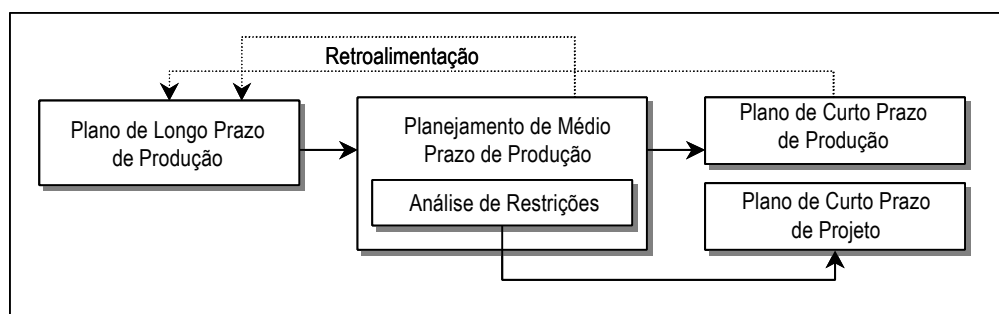 Retroalimentação
Plano de Longo Prazo
de Produção
Planejamento de Médio
Prazo de Produção
Análise de Restrições
Plano de Curto Prazo
de Produção
Plano de Curto Prazo
de Projeto